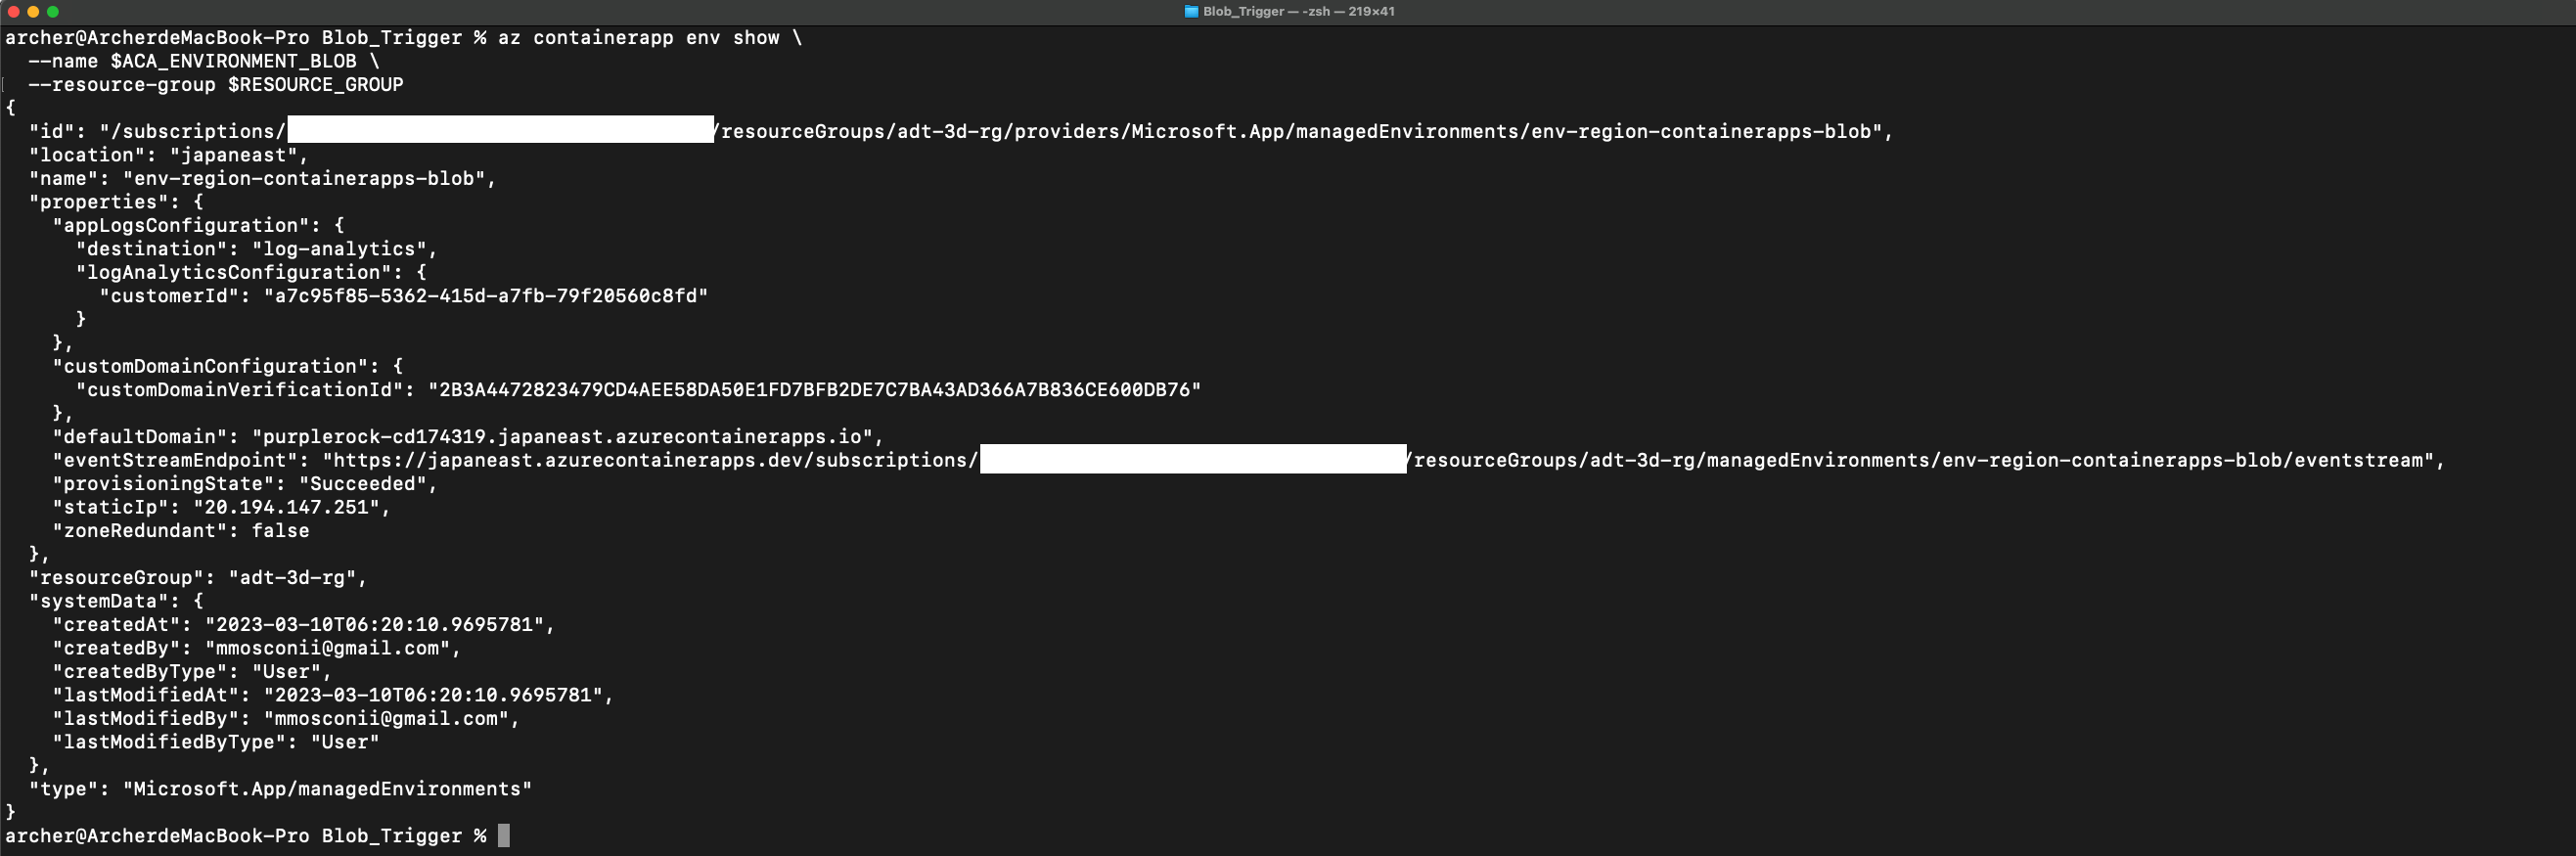 Blob_Trigger — -zsh — 219×41
archer@ArcherdeMacBook-Pro Blob_Trigger % az containerapp env show \
  --name $ACA_ENVIRONMENT_BLOB \
  --resource-group $RESOURCE_GROUP
{
  "id": "/subscriptions/ /resourceGroups/adt-3d-rg/providers/Microsoft.App/managedEnvironments/env-region-containerapps-blob",
  "location": "japaneast",
  "name": "env-region-containerapps-blob",
  "properties": {
    "appLogsConfiguration": {
      "destination": "log-analytics",
      "logAnalyticsConfiguration": {
        "customerId": "a7c95f85-5362-415d-a7fb-79f20560c8fd"
      }
    },
    "customDomainConfiguration": {
      "customDomainVerificationId": "2B3A4472823479CD4AEE58DA50E1FD7BFB2DE7C7BA43AD366A7B836CE600DB76"
    },
    "defaultDomain": "purplerock-cd174319.japaneast.azurecontainerapps.io",
    "eventStreamEndpoint": "https://japaneast.azurecontainerapps.dev/subscriptions/ /resourceGroups/adt-3d-rg/managedEnvironments/env-region-containerapps-blob/eventstream",
    "provisioningState": "Succeeded",
    "staticIp": "20.194.147.251",
    "zoneRedundant": false
  },
  "resourceGroup": "adt-3d-rg",
  "systemData": {
    "createdAt": "2023-03-10T06:20:10.9695781",
    "createdBy": "mmosconii@gmail.com",
    "createdByType": "User",
    "lastModifiedAt": "2023-03-10T06:20:10.9695781",
    "lastModifiedBy": "mmosconii@gmail.com",
    "lastModifiedByType": "User"
  },
  "type": "Microsoft.App/managedEnvironments"
}
archer@ArcherdeMacBook-Pro Blob_Trigger %